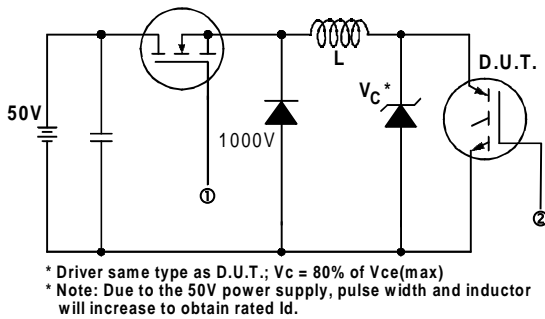 L
D.U.T.
VC *
50V
1000V
①
②
* Driver same type as D.U.T.; Vc = 80% of Vce(max)
* Note: Due to the 50V power supply, pulse width and inductor
will increase to obtain rated Id.